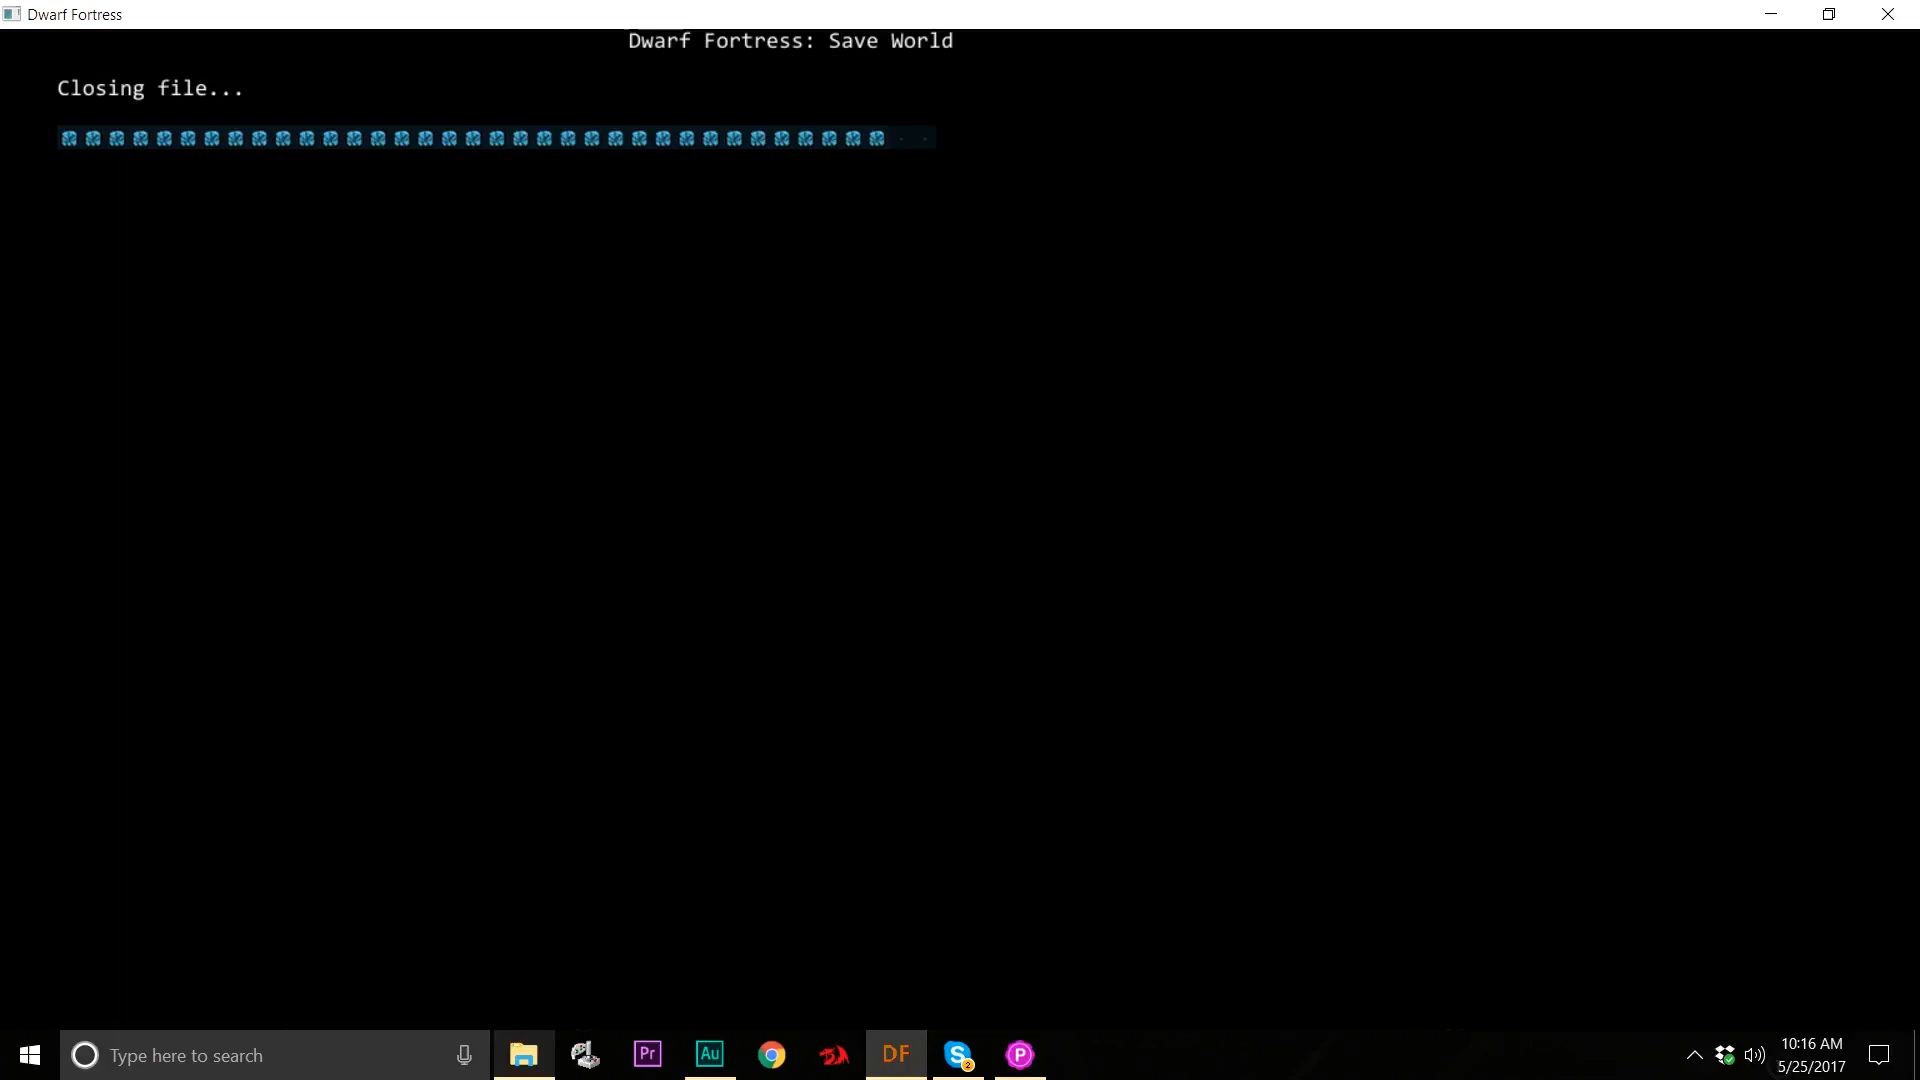 Dwarf Fortress
Dwarf Fortress: Save World
Closing file...
Type here to search
Pr
Au
DF
S
2
P
10:16 AM
5/25/2017